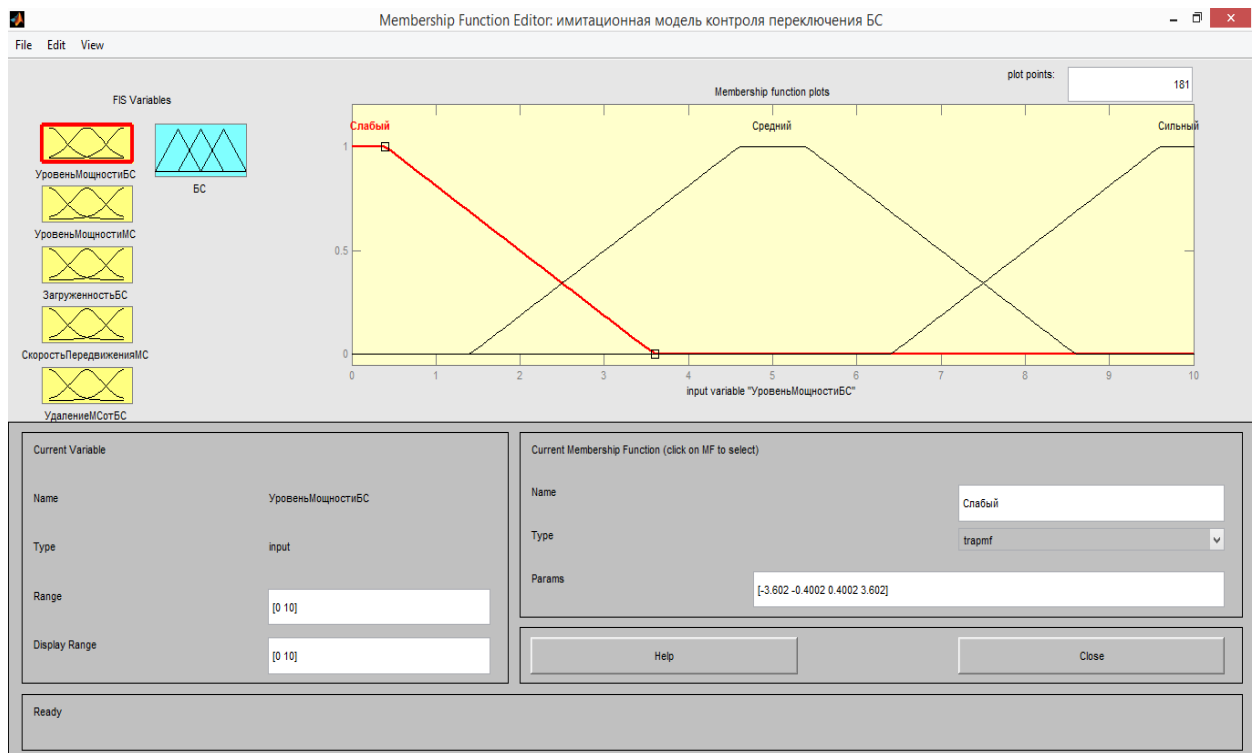 Membership Function Editor: имитационная модель контроля переключения БС
File Edit View
FIS Variables
УровеньМощностиБС
БС
УровеньМощностиМС
ЗагруженностьБС
СкоростьПередвиженияМС
УдалениеМСотБС
plot points:
181
Membership function plots
Слабый
Средний
Сильный
1
0.5
0
0 1 2 3 4 5 6 7 8 9 10
input variable "УровеньМощностиБС"
Current Variable
Name УровеньМощностиБС
Type input
Range [0 10]
Display Range [0 10]
Current Membership Function (click on MF to select)
Name Слабый
Type trapmf
Params [-3.602 -0.4002 0.4002 3.602]
Help Close
Ready